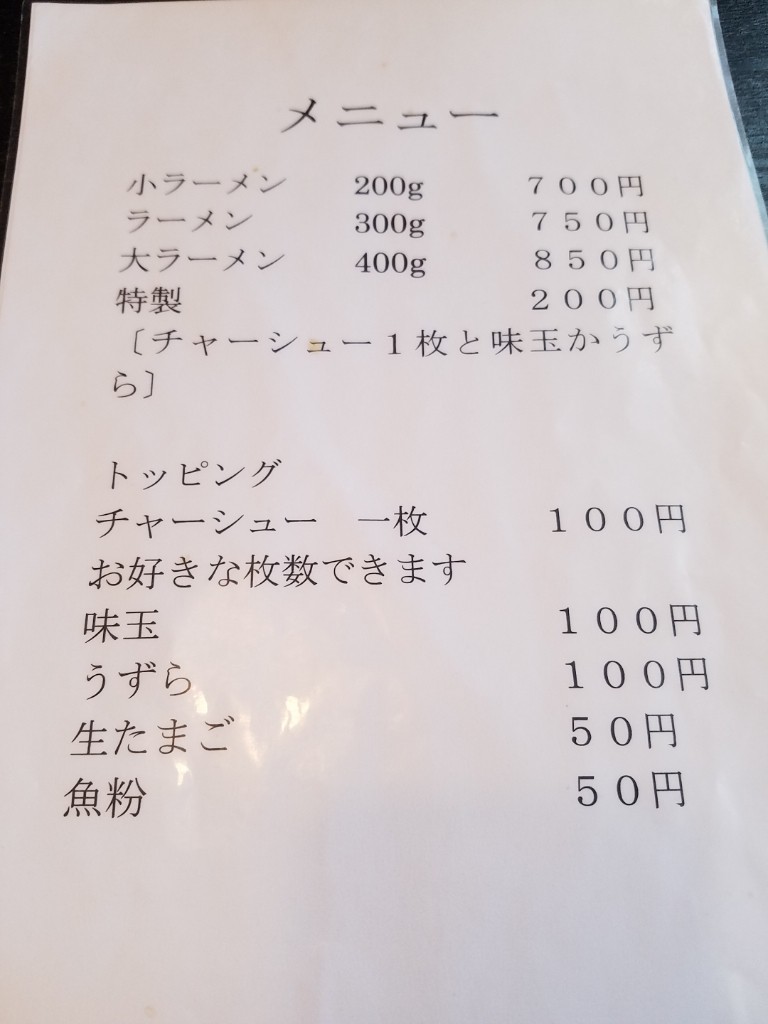 メニュー
小ラーメン 200g ７００円
ラーメン 300g ７５０円
大ラーメン 400g ８５０円
特製 ２００円
〔チャーシュー１枚と味玉かうず
ら〕
トッピング
チャーシュー 一枚 １００円
お好きな枚数できます
味玉 １００円
うずら １００円
生たまご ５０円
魚粉 ５０円